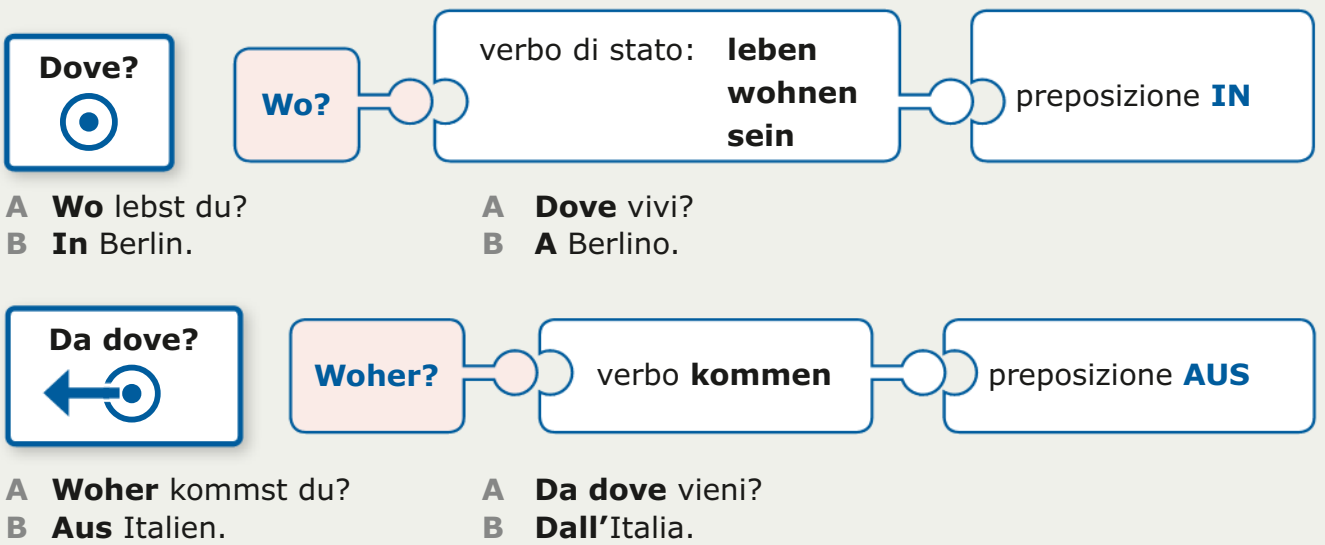 Dove?
Wo?
verbo di stato: leben
wohnen
sein
preposizione IN
A Wo lebst du?
B In Berlin.
A Dove vivi?
B A Berlino.
Da dove?
Woher?
verbo kommen
preposizione AUS
A Woher kommst du?
B Aus Italien.
A Da dove vieni?
B Dall'Italia.